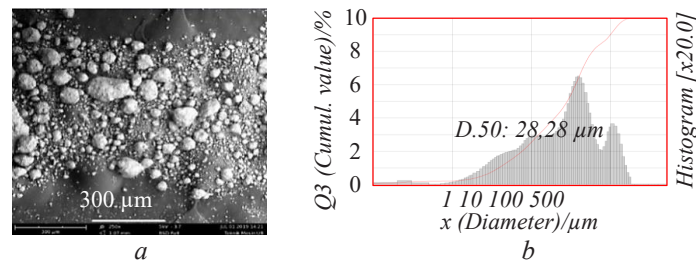 300 µm
a
Q3 (Cumul. value)/%
10
8
6
4
2
0
D.50: 28,28 µm
1 10 100 500
x (Diameter)/µm
Histogram [x20.0]
b